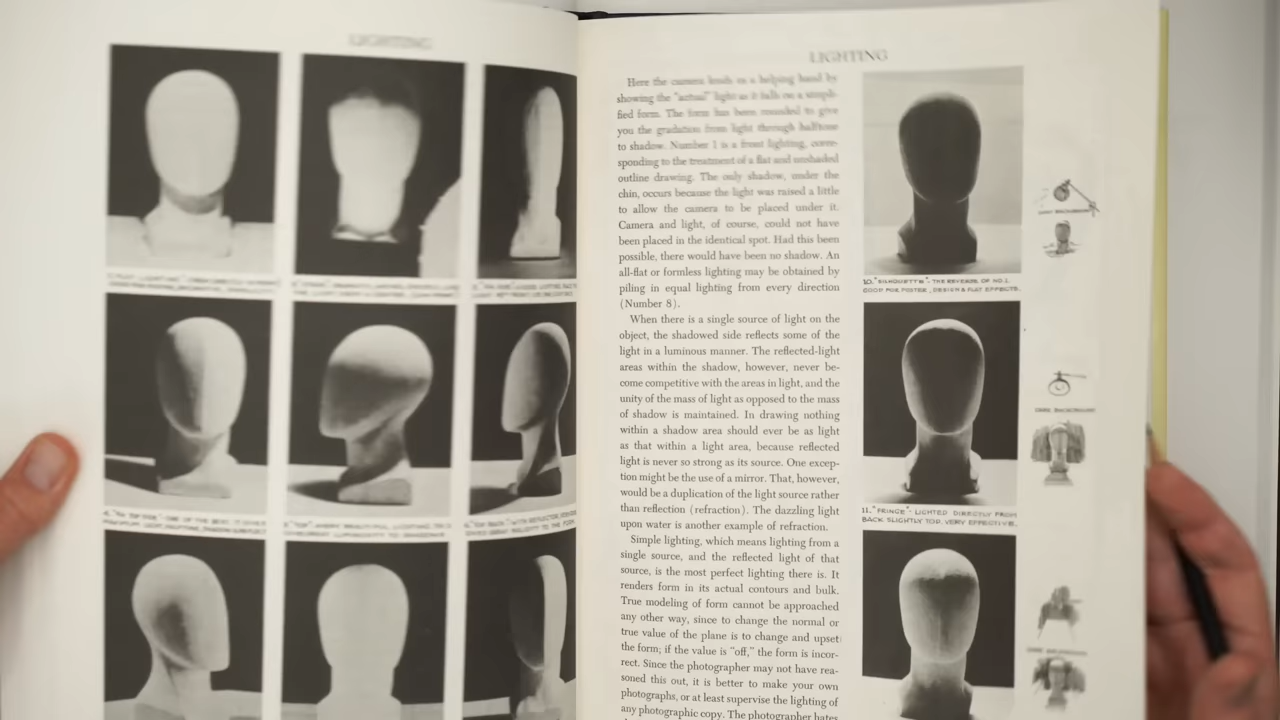 LIGHTING
LIGHTING
Here the camera lends us a helping hand by
showing the "actual" light as it falls on a simpli-
fied form. The form has been rounded to give
you the gradation from light through halftone
to shadow. Number 1 is a front lighting, corre-
sponding to the treatment of a flat and unshaded
outline drawing. The only shadow, under the
chin, occurs because the light was raised a little
to allow the camera to be placed under it.
Camera and light, of course, could not have
been placed in the identical spot. Had this been
possible, there would have been no shadow. An
all-flat or formless lighting may be obtained by
piling in equal lighting from every direction
(Number 8).
When there is a single source of light on the
object, the shadowed side reflects some of the
light in a luminous manner. The reflected-light
areas within the shadow, however, never be-
come competitive with the areas in light, and the
unity of the mass of light as opposed to the mass
of shadow is maintained. In drawing nothing
within a shadow area should ever be as light
as that within a light area, because reflected
light is never so strong as its source. One excep-
tion might be the use of a mirror. That, however,
would be a duplication of the light source rather
than reflection (refraction). The dazzling light
upon water is another example of refraction.
Simple lighting, which means lighting from a
single source, and the reflected light of that
source, is the most perfect lighting there is. It
renders form in its actual contours and bulk.
True modeling of form cannot be approached
any other way, since to change the normal or
true value of the plane is to change and upset
the form; if the value is "off," the form is incor-
rect. Since the photographer may not have rea-
soned this out, it is better to make your own
photographs, or at least supervise the lighting of
any photographic copy. The photographer hates
10. "SILHOUETTE" - THE REVERSE OF NO.1.
GOOD FOR POSTER, DESIGN & FLAT EFFECTS.
11. "FRINGE" - LIGHTED DIRECTLY FROM
BACK SLIGHTLY TOP. VERY EFFECTIVE.
DARK BACKGROUND